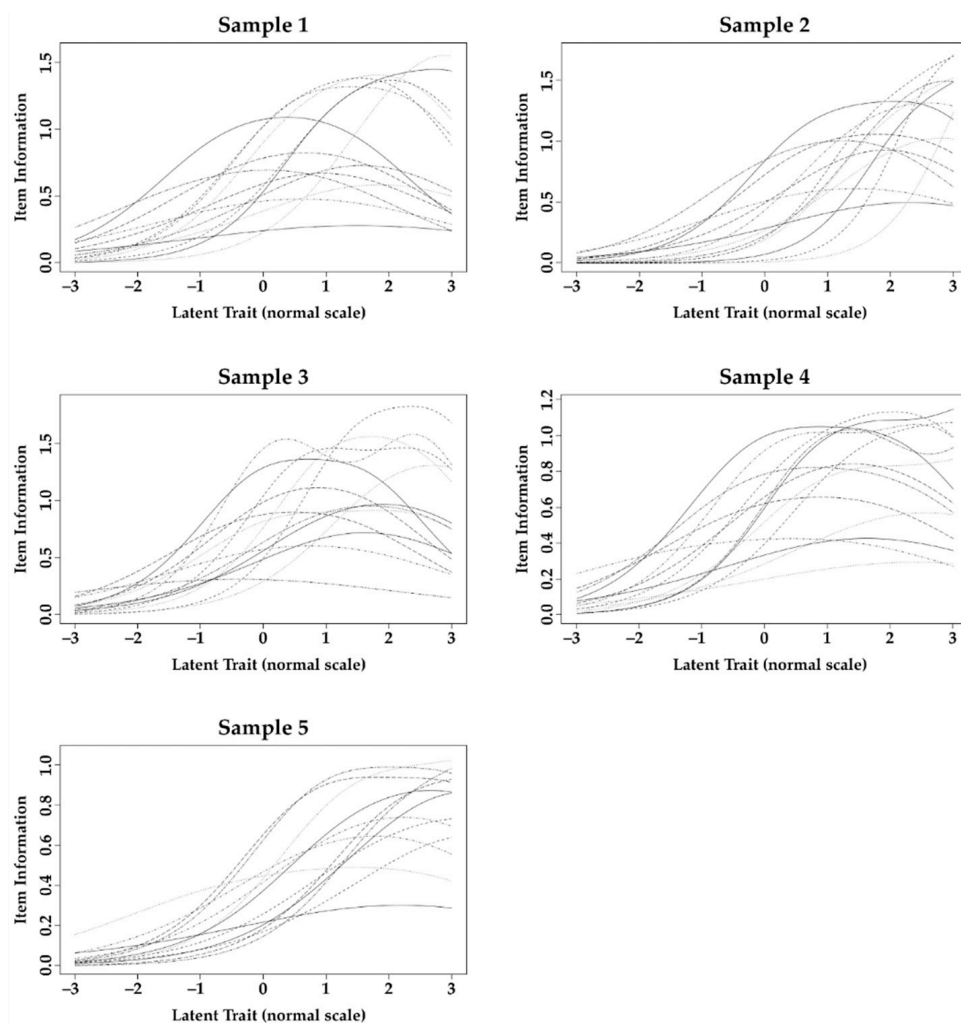 Sample 1
Item Information
0.0 0.5 1.0 1.5
−3 −2 −1 0 1 2 3
Latent Trait (normal scale)
Sample 2
Item Information
0.0 0.5 1.0 1.5
−3 −2 −1 0 1 2 3
Latent Trait (normal scale)
Sample 3
Item Information
0.0 0.5 1.0 1.5
−3 −2 −1 0 1 2 3
Latent Trait (normal scale)
Sample 4
Item Information
0.0 0.2 0.4 0.6 0.8 1.0 1.2
−3 −2 −1 0 1 2 3
Latent Trait (normal scale)
Sample 5
Item Information
0.0 0.2 0.4 0.6 0.8 1.0
−3 −2 −1 0 1 2 3
Latent Trait (normal scale)